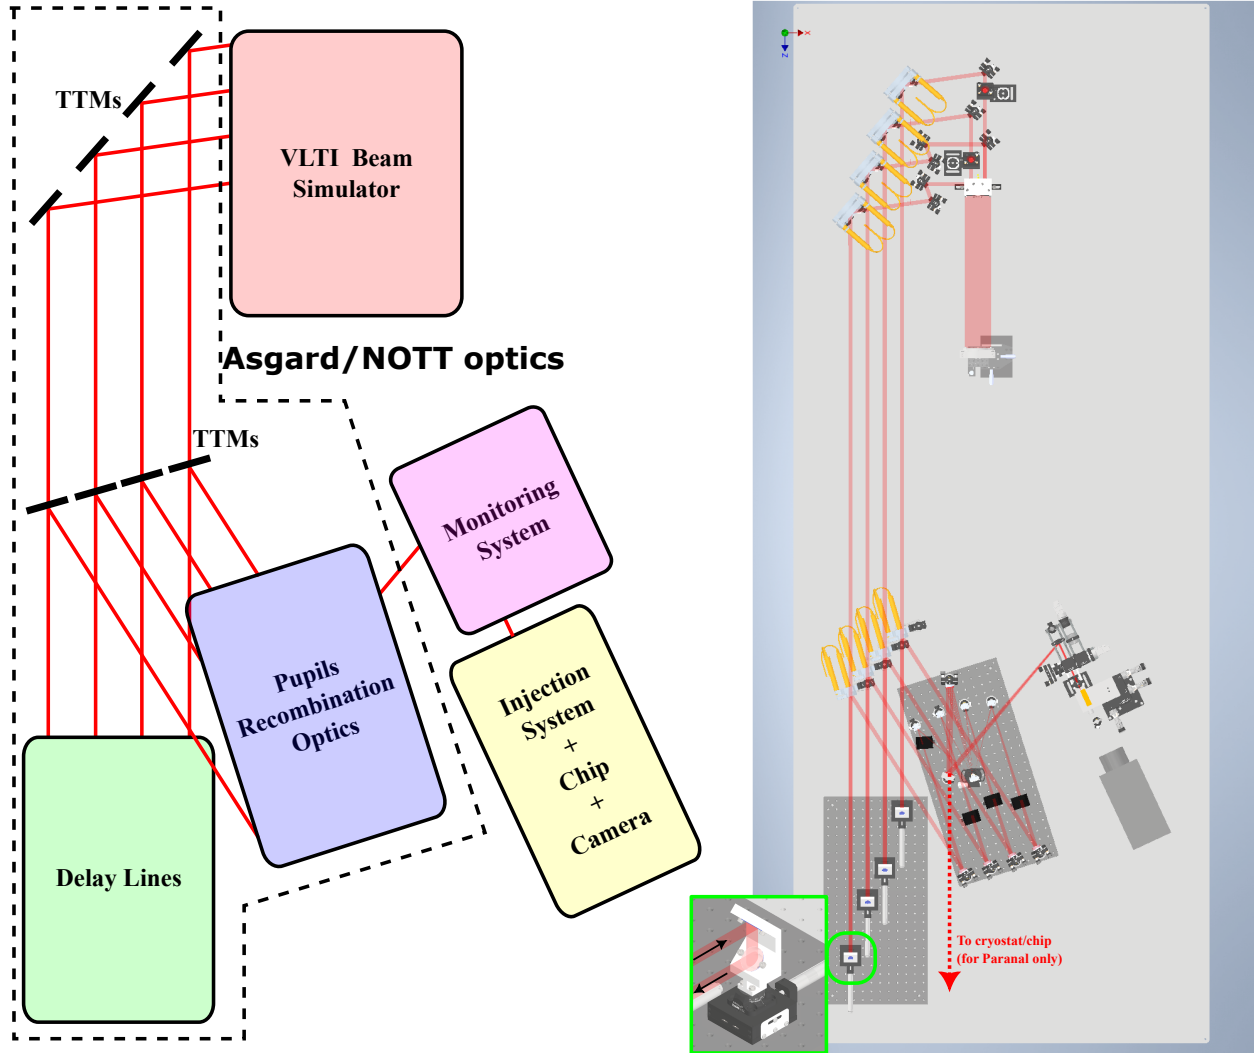 TTMs
VLTI Beam
Simulator
Asgard/NOTT optics
TTMs
Monitoring
System
Pupils
Recombination
Optics
Injection
System
+
Chip
+
Camera
Delay Lines
X
Z
To cryostat/chip
(for Paranal only)